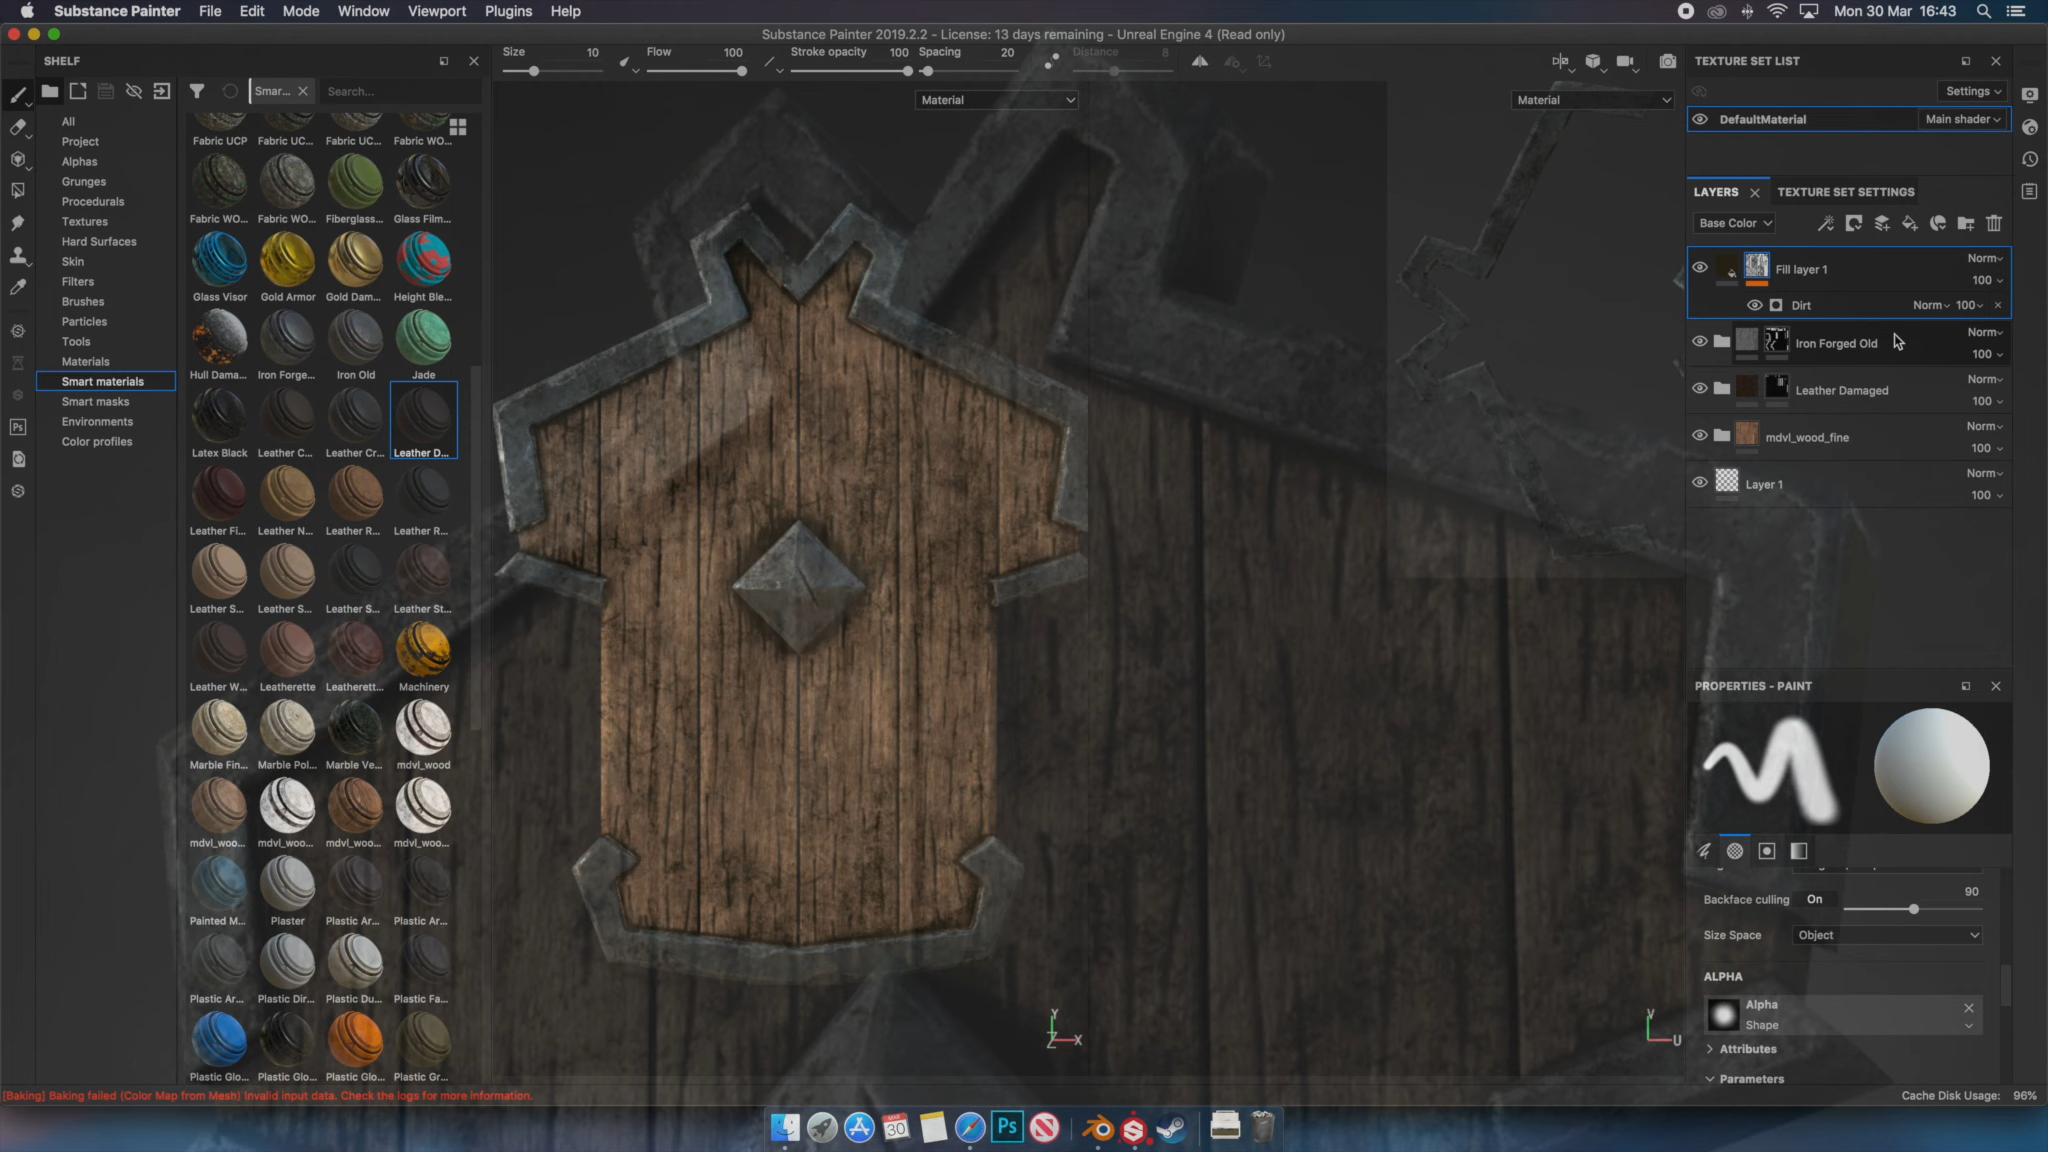 Substance Painter File Edit Mode Window Viewport Plugins Help Mon 30 Mar 16:43
Substance Painter 2019.2.2 - License: 13 days remaining - Unreal Engine 4 (Read only)
SHELF
Size 10 Flow 100 Stroke opacity 100 Spacing 20 Distance 8
Smar... Search...
All
Project
Alphas
Grunges
Procedurals
Textures
Hard Surfaces
Skin
Filters
Brushes
Particles
Tools
Materials
Smart materials
Smart masks
Environments
Color profiles
Fabric UCP Fabric UC... Fabric UC... Fabric WO...
Fabric WO... Fabric WO... Fiberglass... Glass Film...
Glass Visor Gold Armor Gold Dam... Height Ble...
Hull Dama... Iron Forge... Iron Old Jade
Latex Black Leather C... Leather Cr... Leather D...
Leather Fi... Leather N... Leather R... Leather R...
Leather S... Leather S... Leather S... Leather St...
Leather W... Leatherette Leatherett... Machinery
Marble Fin... Marble Pol... Marble Ve... mdvl_wood
mdvl_woo... mdvl_woo... mdvl_woo... mdvl_woo...
Painted M... Plaster Plastic Ar... Plastic Ar...
Plastic Ar... Plastic Dir... Plastic Du... Plastic Fa...
Plastic Glo... Plastic Glo... Plastic Glo... Plastic Gr...
Material
Material
Y
Z X
V
U
TEXTURE SET LIST
Settings
DefaultMaterial Main shader
LAYERS TEXTURE SET SETTINGS
Base Color
Fill layer 1 Norm
100
Dirt Norm 100
Iron Forged Old Norm
100
Leather Damaged Norm
100
mdvl_wood_fine Norm
100
Layer 1 Norm
100
PROPERTIES - PAINT
90
Backface culling On
Size Space Object
ALPHA
Alpha
Shape
Attributes
Parameters
[Baking] Baking failed (Color Map from Mesh) Invalid input data. Check the logs for more information.
Cache Disk Usage: 96%
MAR
30
Ps
Ps